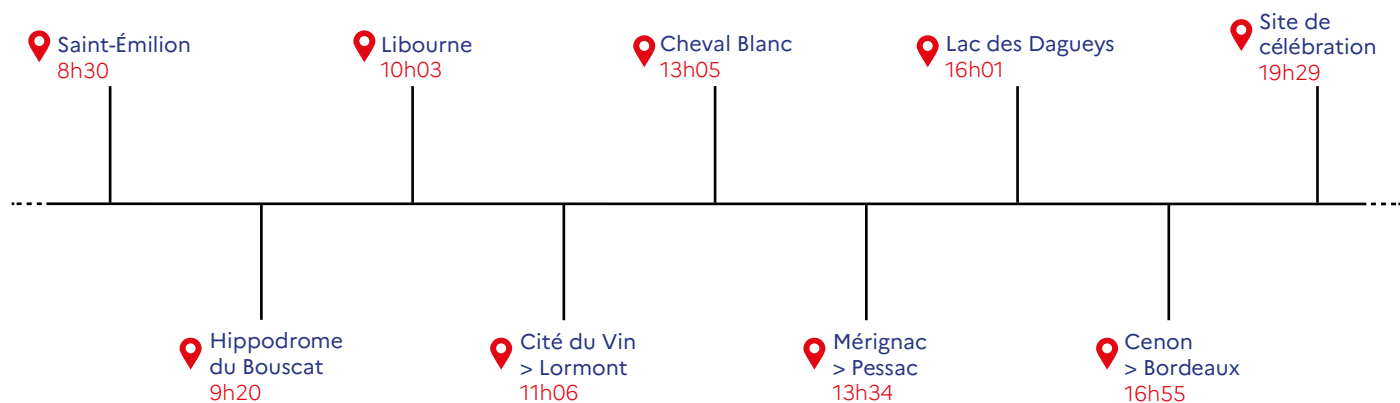 Saint-Émilion
8h30
Libourne
10h03
Cheval Blanc
13h05
Lac des Dagueys
16h01
Site de
célébration
19h29
Hippodrome
du Bouscat
9h20
Cité du Vin
> Lormont
11h06
Mérignac
> Pessac
13h34
Cenon
> Bordeaux
16h55